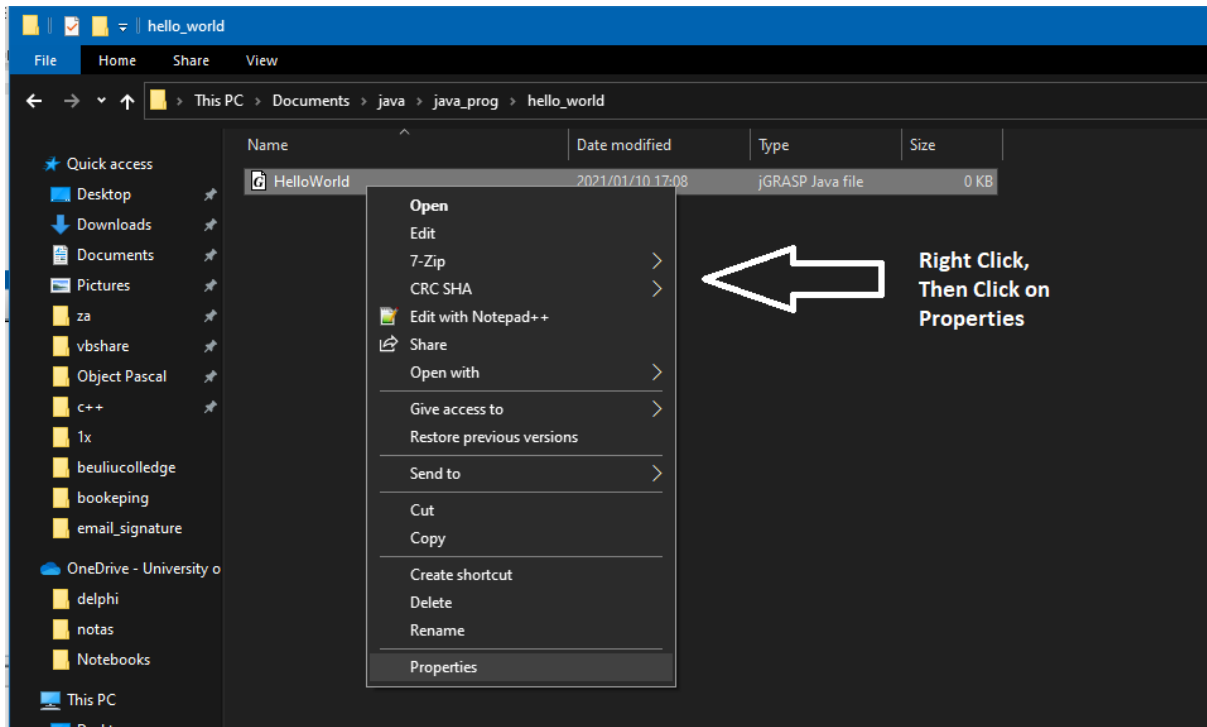 hello_world
File Home Share View
This PC > Documents > java > java_prog > hello_world
Name Date modified Type Size
Quick access
HelloWorld 2021/01/10 17:08 jGRASP Java file 0 KB
Desktop
Downloads
Documents
Pictures
za
vbshare
Object Pascal
c++
1x
beuliucolledge
bookeping
email_signature
OneDrive - University o
delphi
notas
Notebooks
This PC
Open
Edit
7-Zip
CRC SHA
Edit with Notepad++
Share
Open with
Give access to
Restore previous versions
Send to
Cut
Copy
Create shortcut
Delete
Rename
Properties
Right Click,
Then Click on
Properties